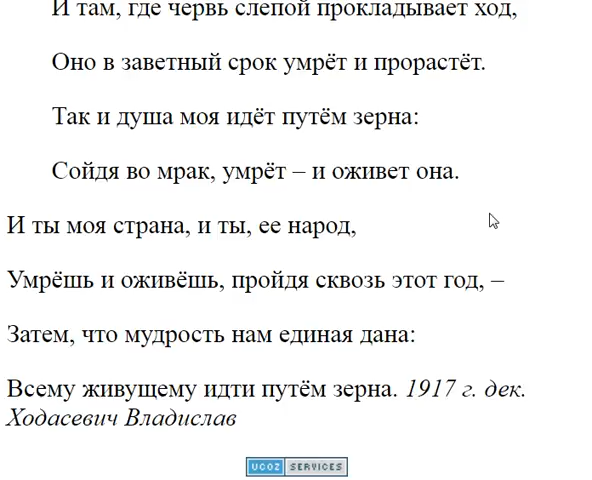 И там, где червь слепой прокладывает ход,
Оно в заветный срок умрёт и прорастёт.
Так и душа моя идёт путём зерна:
Сойдя во мрак, умрёт – и оживет она.
И ты моя страна, и ты, ее народ,
Умрёшь и оживёшь, пройдя сквозь этот год, –
Затем, что мудрость нам единая дана:
Всему живущему идти путём зерна. 1917 г. дек.
Ходасевич Владислав
UCOZ SERVICES